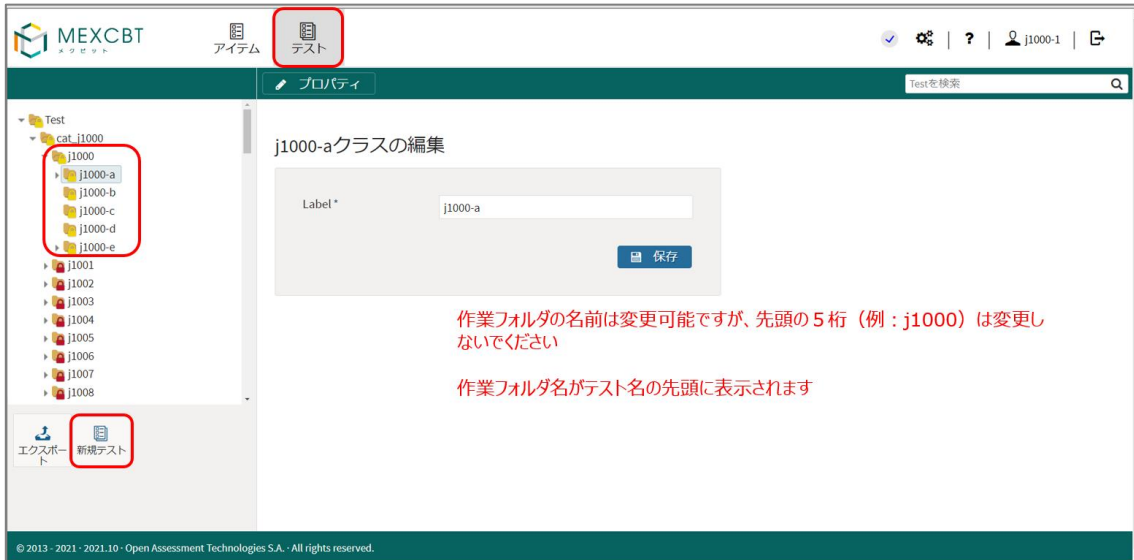 MEXCBT
メクビット
アイテム
テスト
? | j1000-1
プロパティ
Testを検索
Test
cat_j1000
j1000
j1000-a
j1000-b
j1000-c
j1000-d
j1000-e
j1001
j1002
j1003
j1004
j1005
j1006
j1007
j1008
j1000-aクラスの編集
Label *
j1000-a
保存
作業フォルダの名前は変更可能ですが、先頭の５桁（例：j1000）は変更し
ないでください
作業フォルダ名がテスト名の先頭に表示されます
エクスポー
ト
新規テスト
© 2013 - 2021 · 2021.10 · Open Assessment Technologies S.A. · All rights reserved.